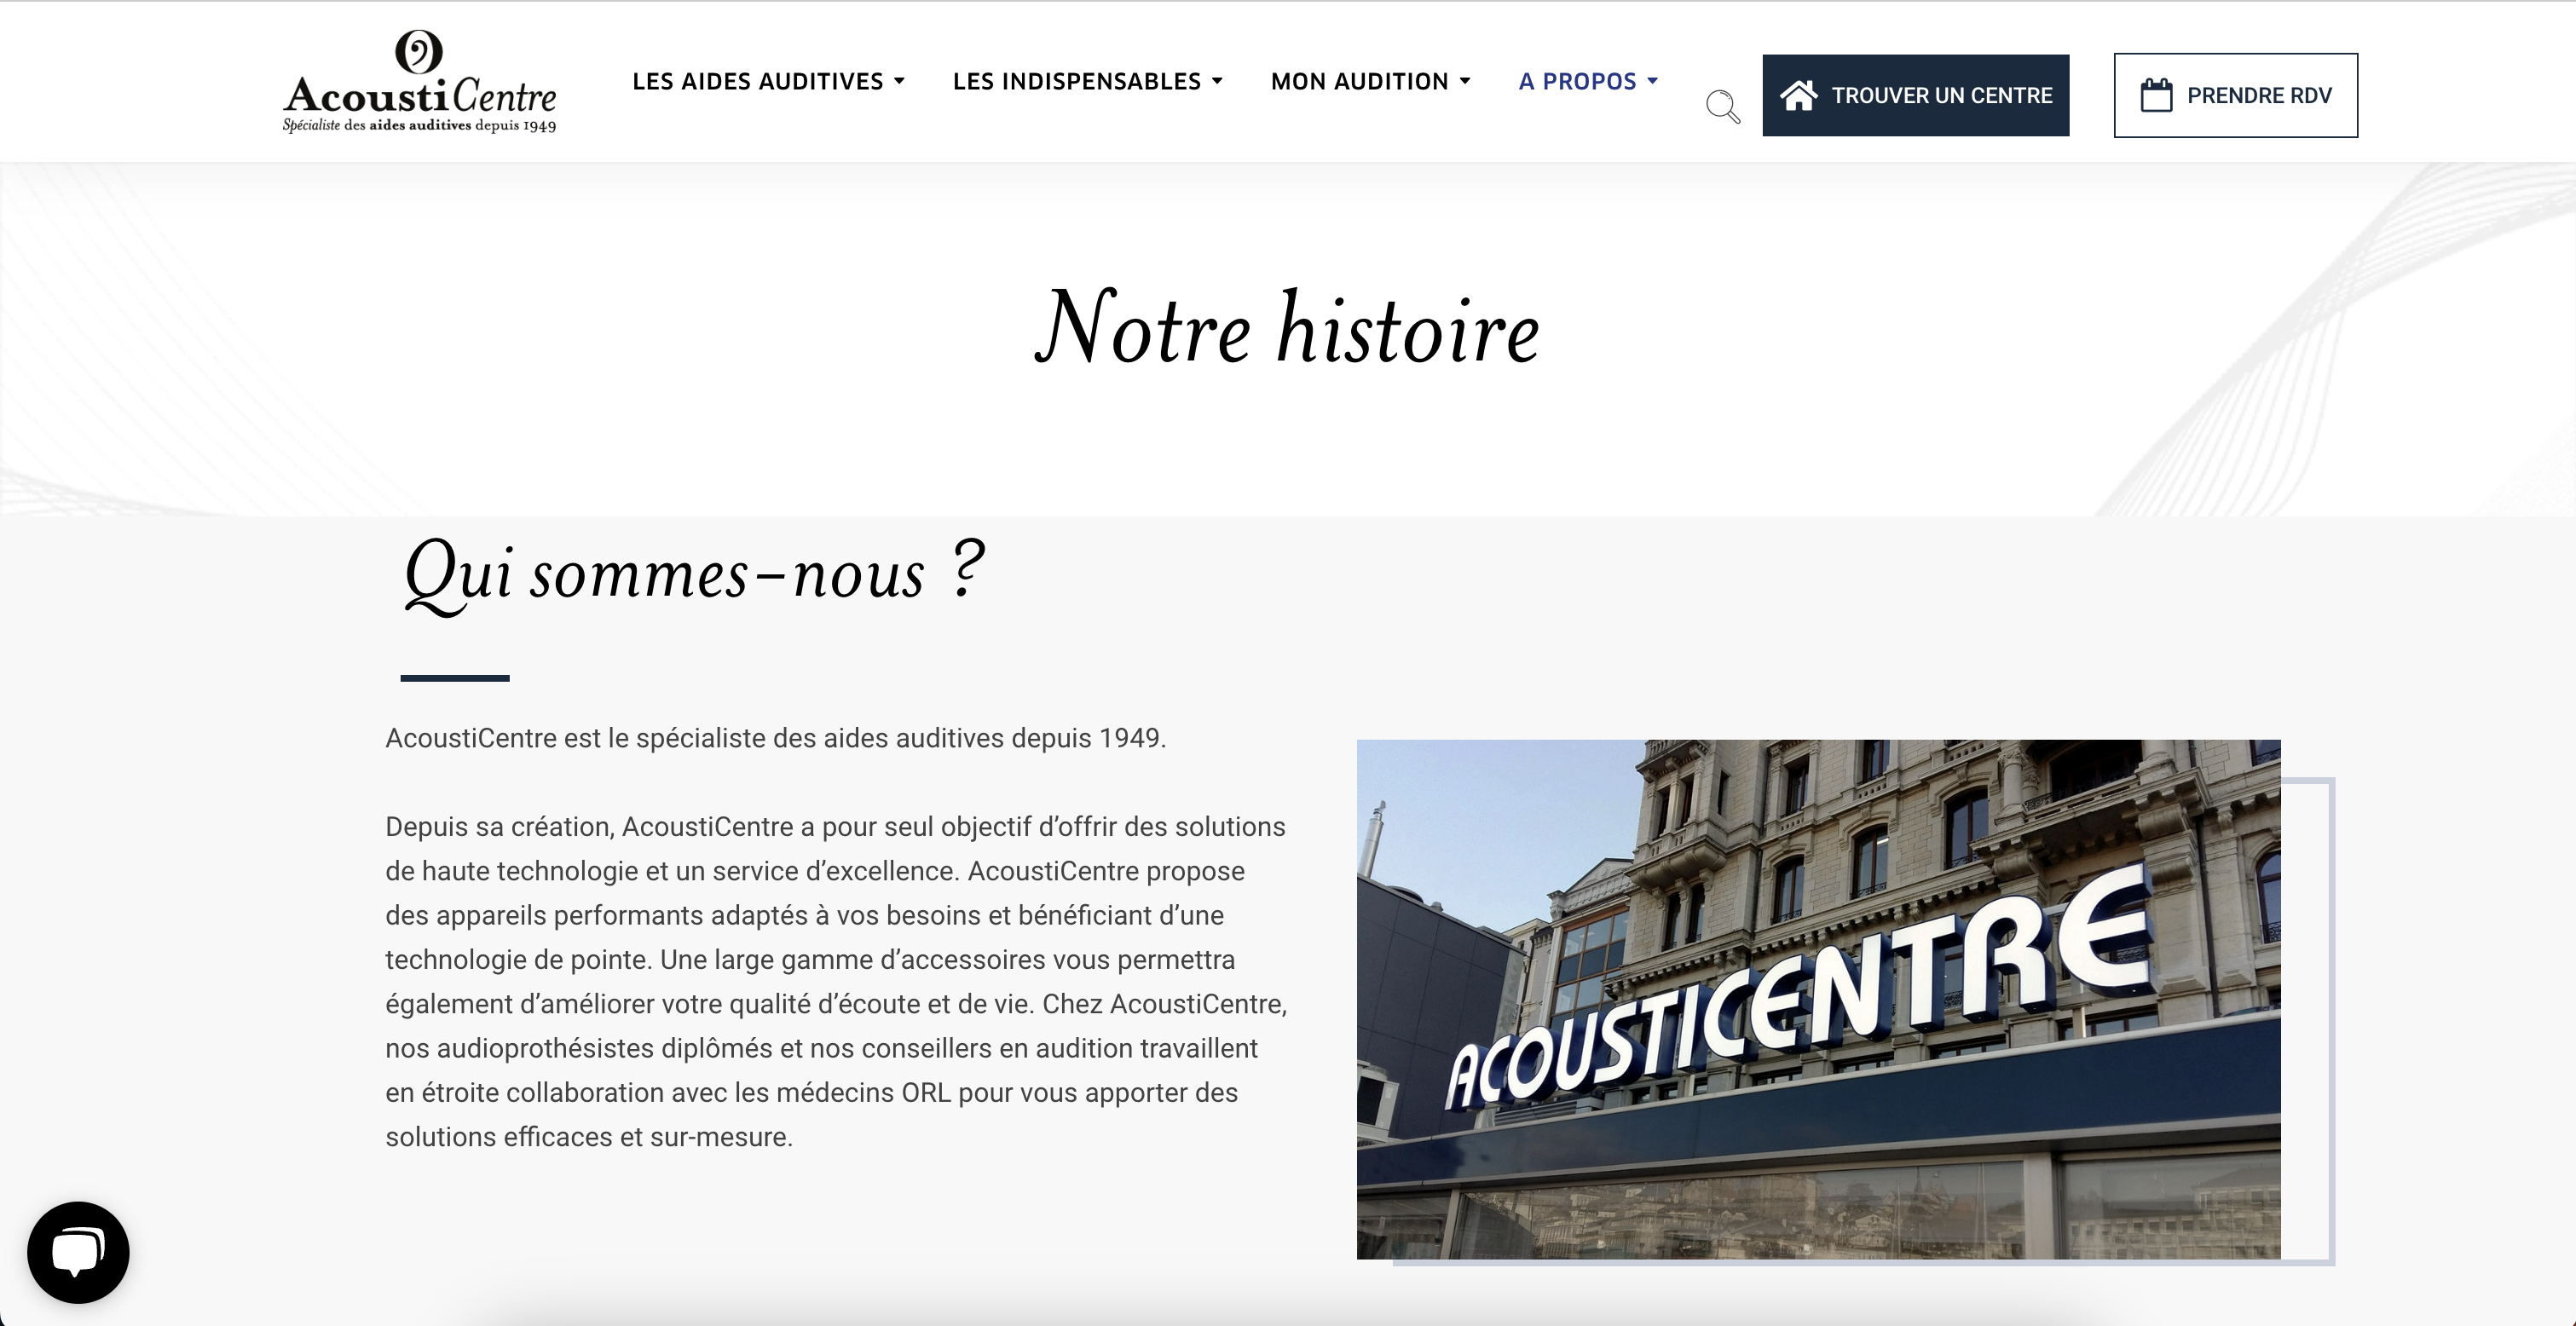 AcoustiCentre
Spécialiste des aides auditives depuis 1949
LES AIDES AUDITIVES
LES INDISPENSABLES
MON AUDITION
A PROPOS
TROUVER UN CENTRE
PRENDRE RDV
Notre histoire
Qui sommes-nous ?
AcoustiCentre est le spécialiste des aides auditives depuis 1949.
Depuis sa création, AcoustiCentre a pour seul objectif d’offrir des solutions
de haute technologie et un service d’excellence. AcoustiCentre propose
des appareils performants adaptés à vos besoins et bénéficiant d’une
technologie de pointe. Une large gamme d’accessoires vous permettra
également d’améliorer votre qualité d’écoute et de vie. Chez AcoustiCentre,
nos audioprothésistes diplômés et nos conseillers en audition travaillent
en étroite collaboration avec les médecins ORL pour vous apporter des
solutions efficaces et sur-mesure.
ACOUSTICENTRE